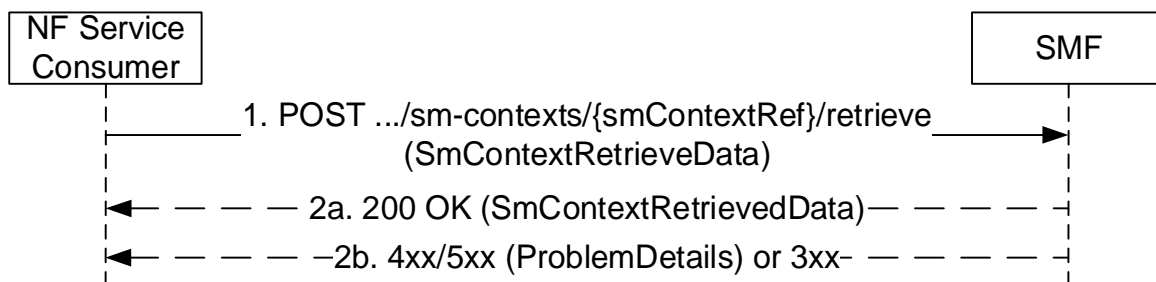 NF Service
Consumer
SMF
1. POST .../sm-contexts/{smContextRef}/retrieve
(SmContextRetrieveData)
2a. 200 OK (SmContextRetrievedData)
2b. 4xx/5xx (ProblemDetails) or 3xx